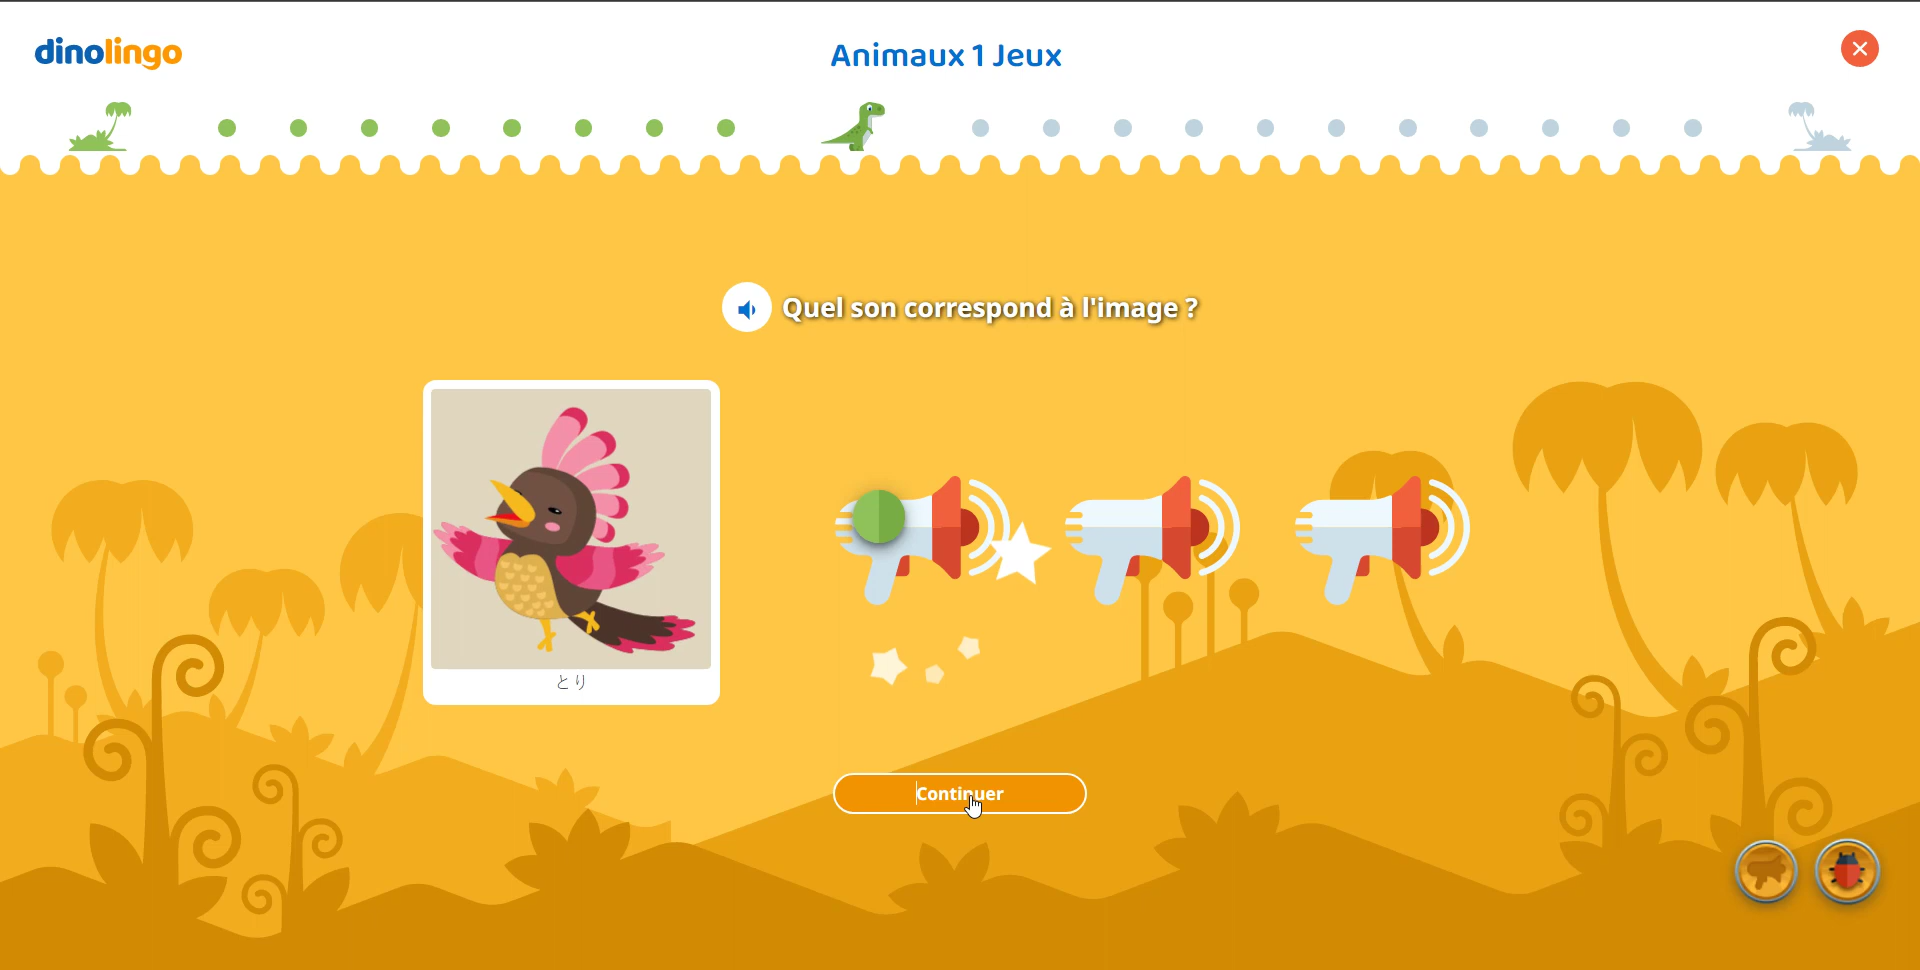 dinolingo
Animaux 1 Jeux
Quel son correspond à l'image ?
とり
Continuer